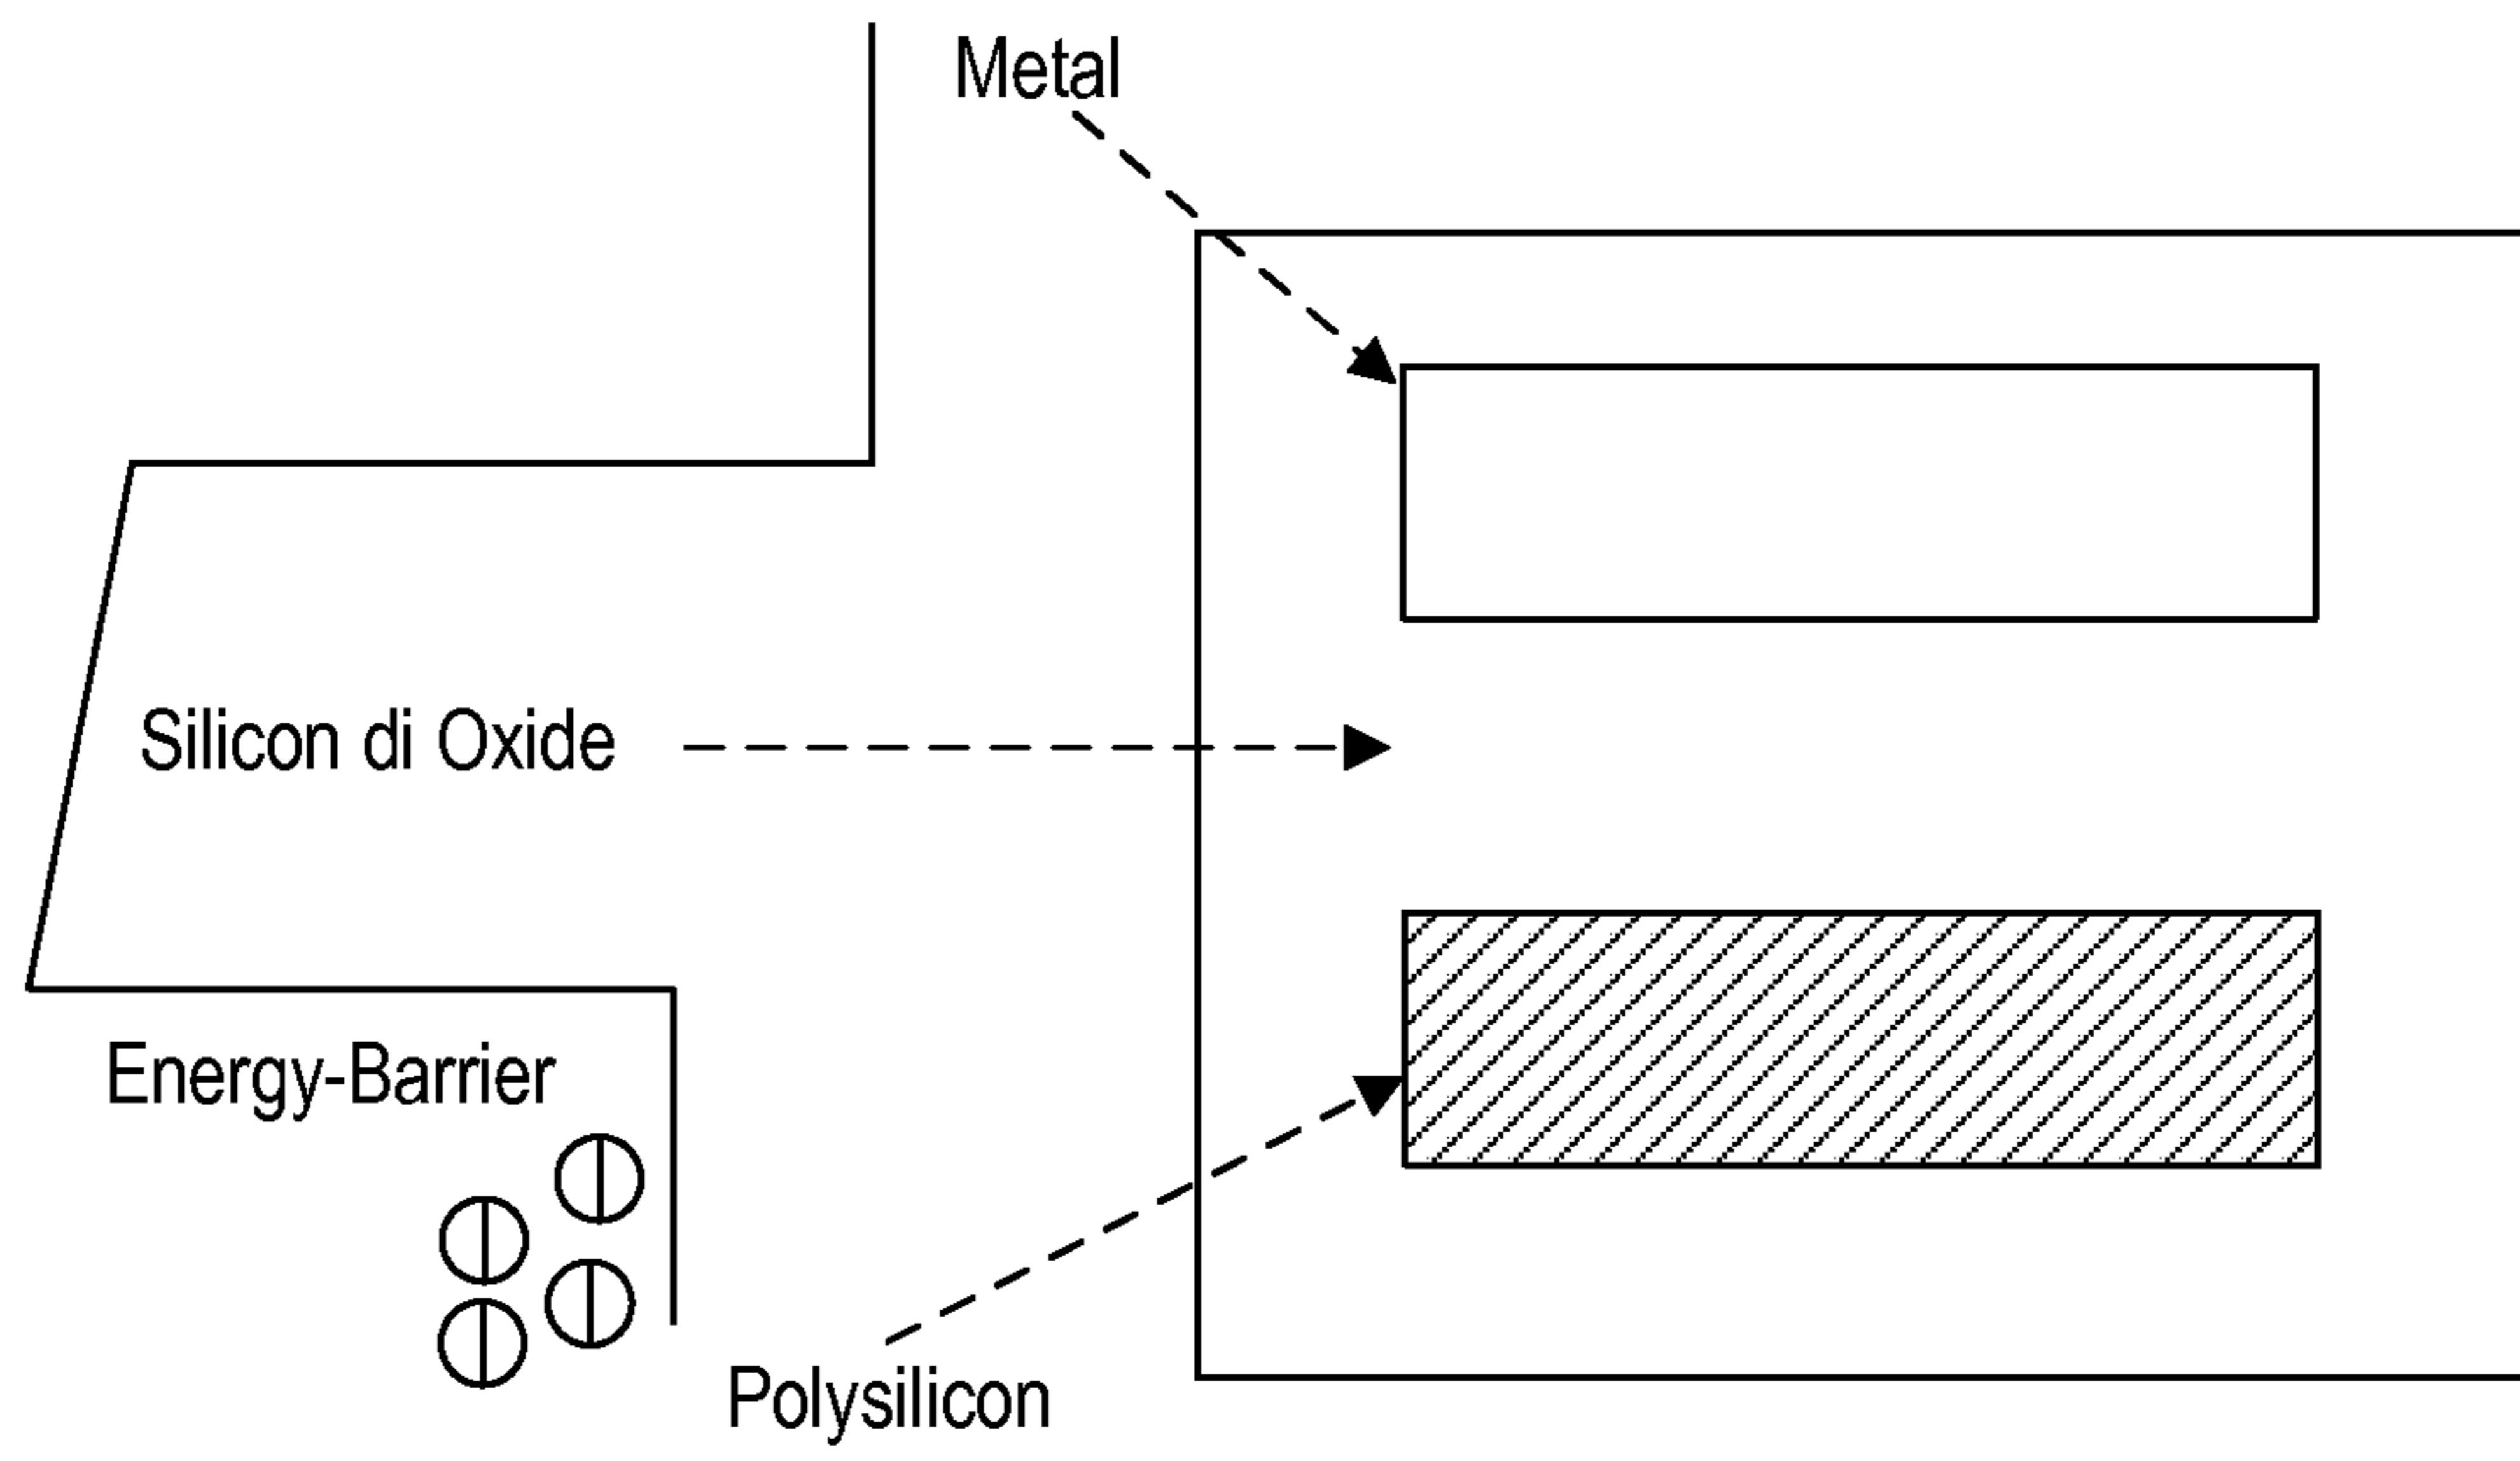 Metal
Silicon di Oxide
Energy-Barrier
Polysilicon